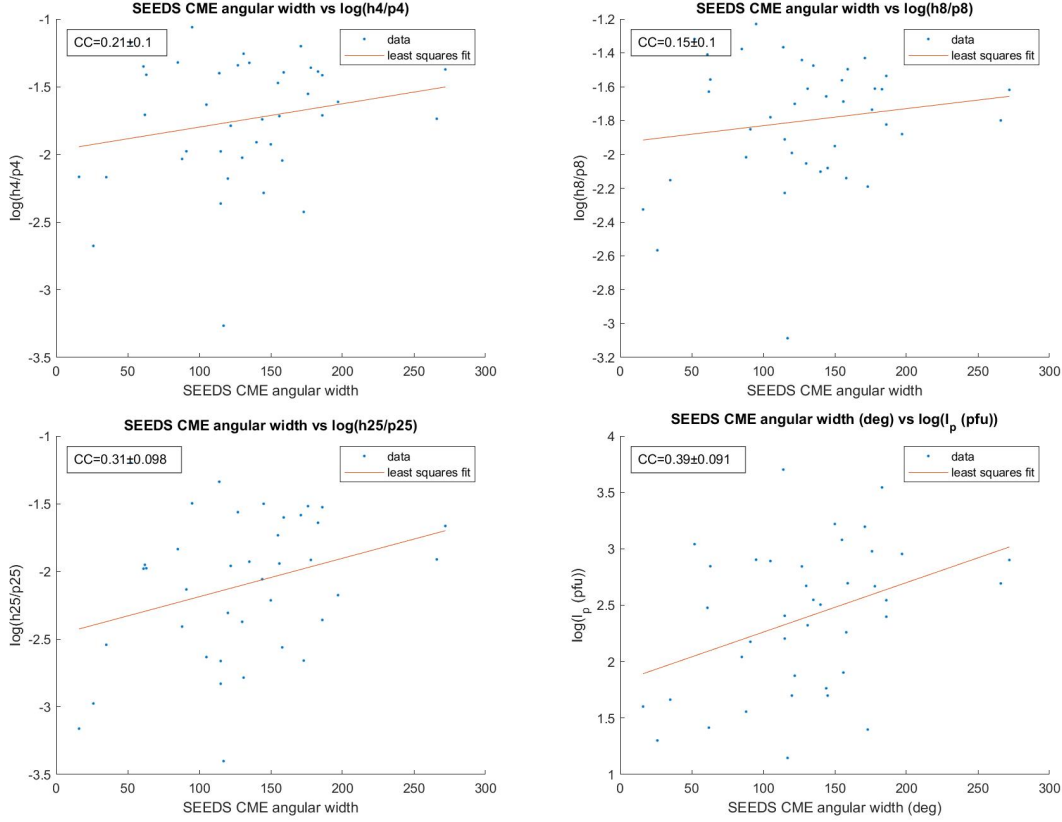 SEEDS CME angular width vs log(h4/p4)
CC=0.21±0.1
data
least squares fit
-1
-1.5
-2
-2.5
-3
-3.5
log(h4/p4)
0 50 100 150 200 250 300
SEEDS CME angular width
SEEDS CME angular width vs log(h8/p8)
CC=0.15±0.1
data
least squares fit
-1.2
-1.4
-1.6
-1.8
-2
-2.2
-2.4
-2.6
-2.8
-3
-3.2
log(h8/p8)
0 50 100 150 200 250 300
SEEDS CME angular width
SEEDS CME angular width vs log(h25/p25)
CC=0.31±0.098
data
least squares fit
-1
-1.5
-2
-2.5
-3
-3.5
log(h25/p25)
0 50 100 150 200 250 300
SEEDS CME angular width
SEEDS CME angular width (deg) vs log(I_p (pfu))
CC=0.39±0.091
data
least squares fit
4
3.5
3
2.5
2
1.5
1
log(I_p (pfu))
0 50 100 150 200 250 300
SEEDS CME angular width (deg)